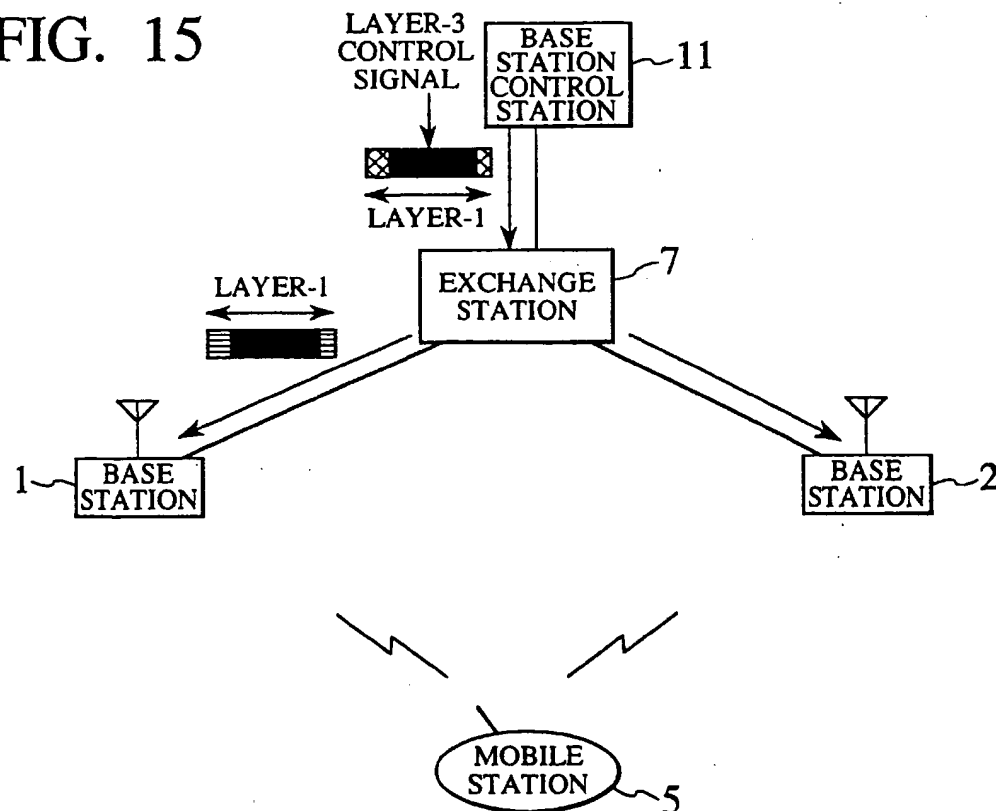 FIG. 15
LAYER-3
CONTROL
SIGNAL
BASE
STATION
CONTROL
STATION
11
LAYER-1
7
EXCHANGE
STATION
LAYER-1
1
BASE
STATION
BASE
STATION
2
MOBILE
STATION
5